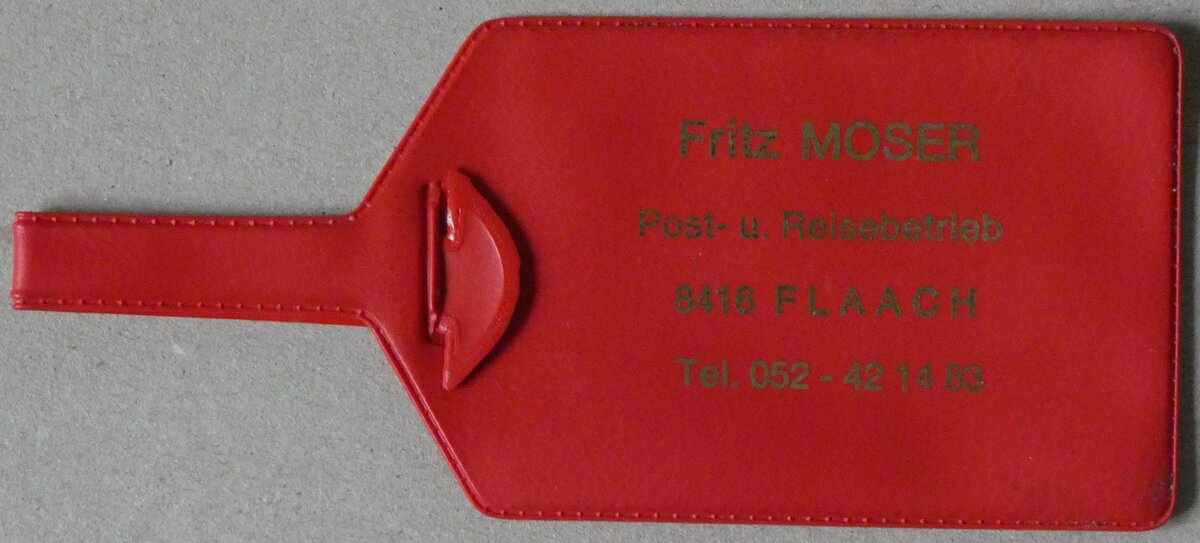 Fritz MOSER
Post- u. Reisebetrieb
8416 FLAACH
Tel. 052 - 42 14 83